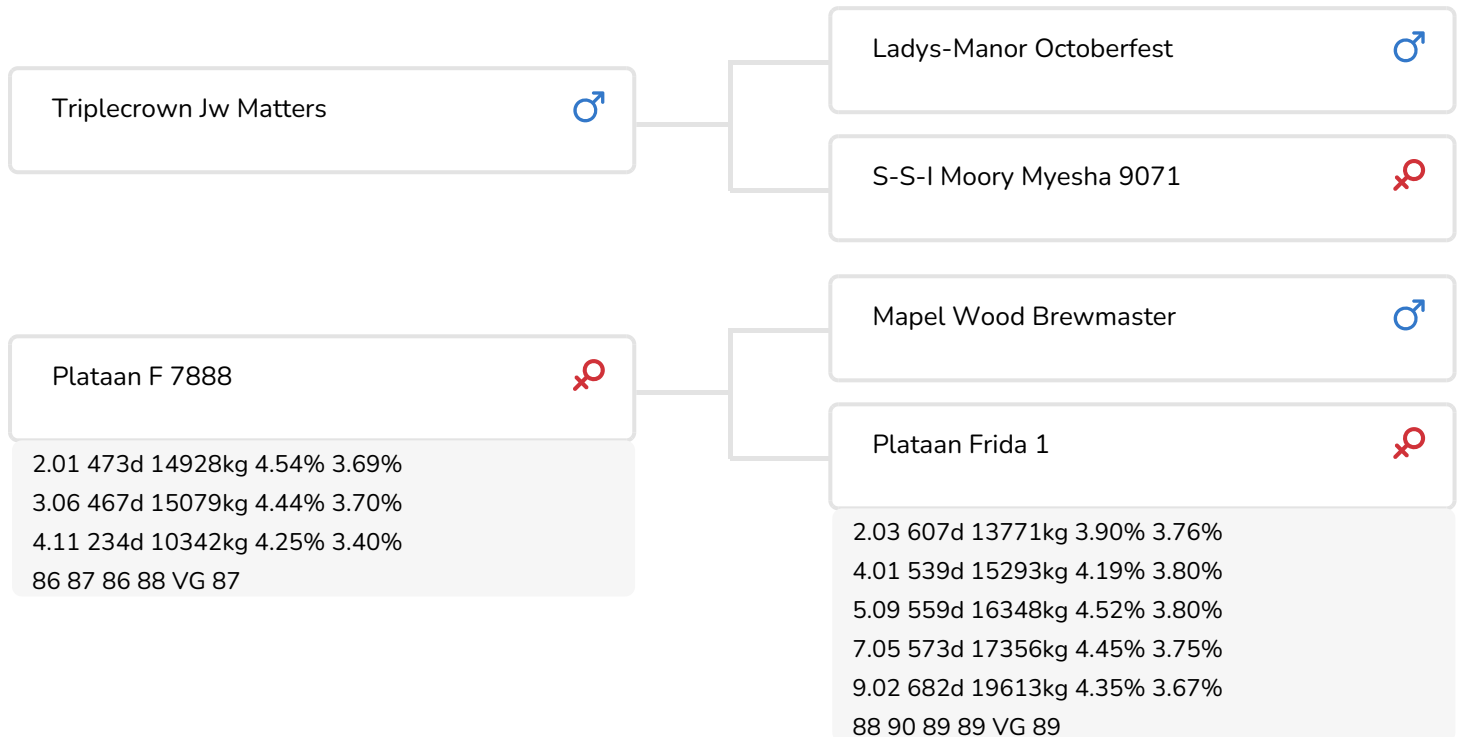 Triplecrown Jw Matters
Ladys-Manor Octoberfest
S-S-I Moory Myesha 9071
Plataan F 7888
2.01 473d 14928kg 4.54% 3.69%
3.06 467d 15079kg 4.44% 3.70%
4.11 234d 10342kg 4.25% 3.40%
86 87 86 88 VG 87
Mapel Wood Brewmaster
Plataan Frida 1
2.03 607d 13771kg 3.90% 3.76%
4.01 539d 15293kg 4.19% 3.80%
5.09 559d 16348kg 4.52% 3.80%
7.05 573d 17356kg 4.45% 3.75%
9.02 682d 19613kg 4.35% 3.67%
88 90 89 89 VG 89